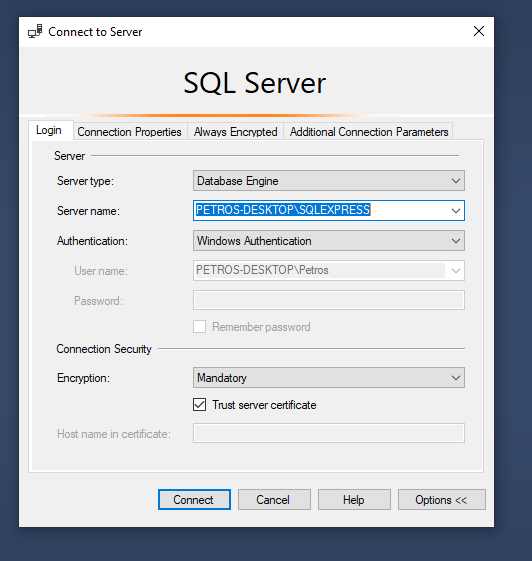 Connect to Server
SQL Server
Login Connection Properties Always Encrypted Additional Connection Parameters
Server
Server type: Database Engine
Server name: PETROS-DESKTOP\SQLEXPRESS
Authentication: Windows Authentication
User name: PETROS-DESKTOP\Petros
Password:
Remember password
Connection Security
Encryption: Mandatory
Trust server certificate
Host name in certificate:
Connect Cancel Help Options <<